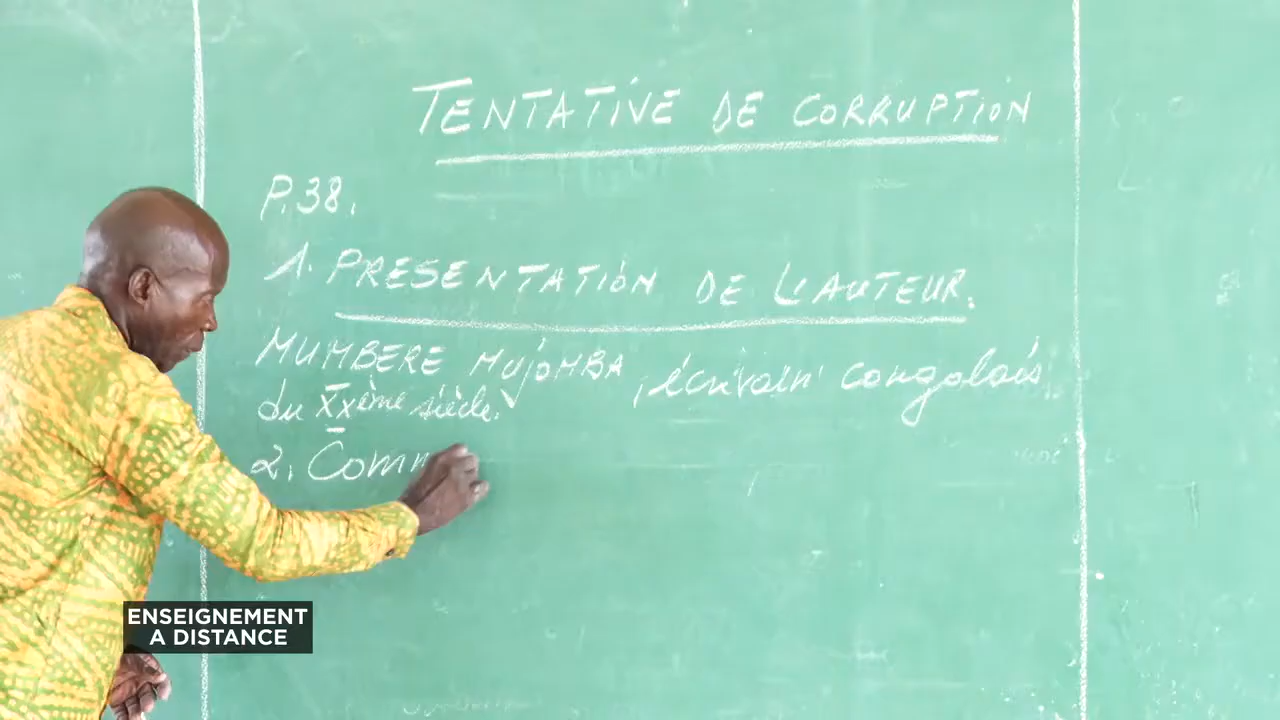 TENTATIVE DE CORRUPTION
P.38.
1. PRESENTATION DE L'AUTEUR.
MUMBERE MUJOMBA, écrivain congolais
du XXème siècle.
2. Comm
ENSEIGNEMENT
A DISTANCE